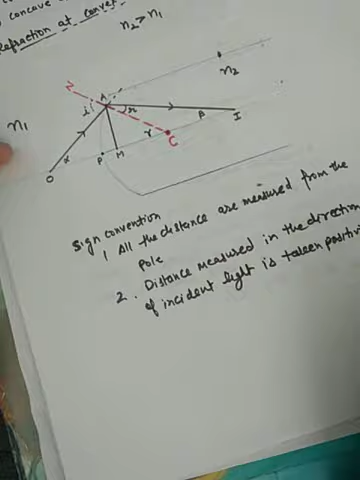 concave
Refraction at convex
n2 > n1
N
A
n2
i
r
n1
γ
β
I
α
C
P
M
O
Sign convention
1 All the distance are measured from the
pole
2. Distance measured in the direction
of incident light is taken positive